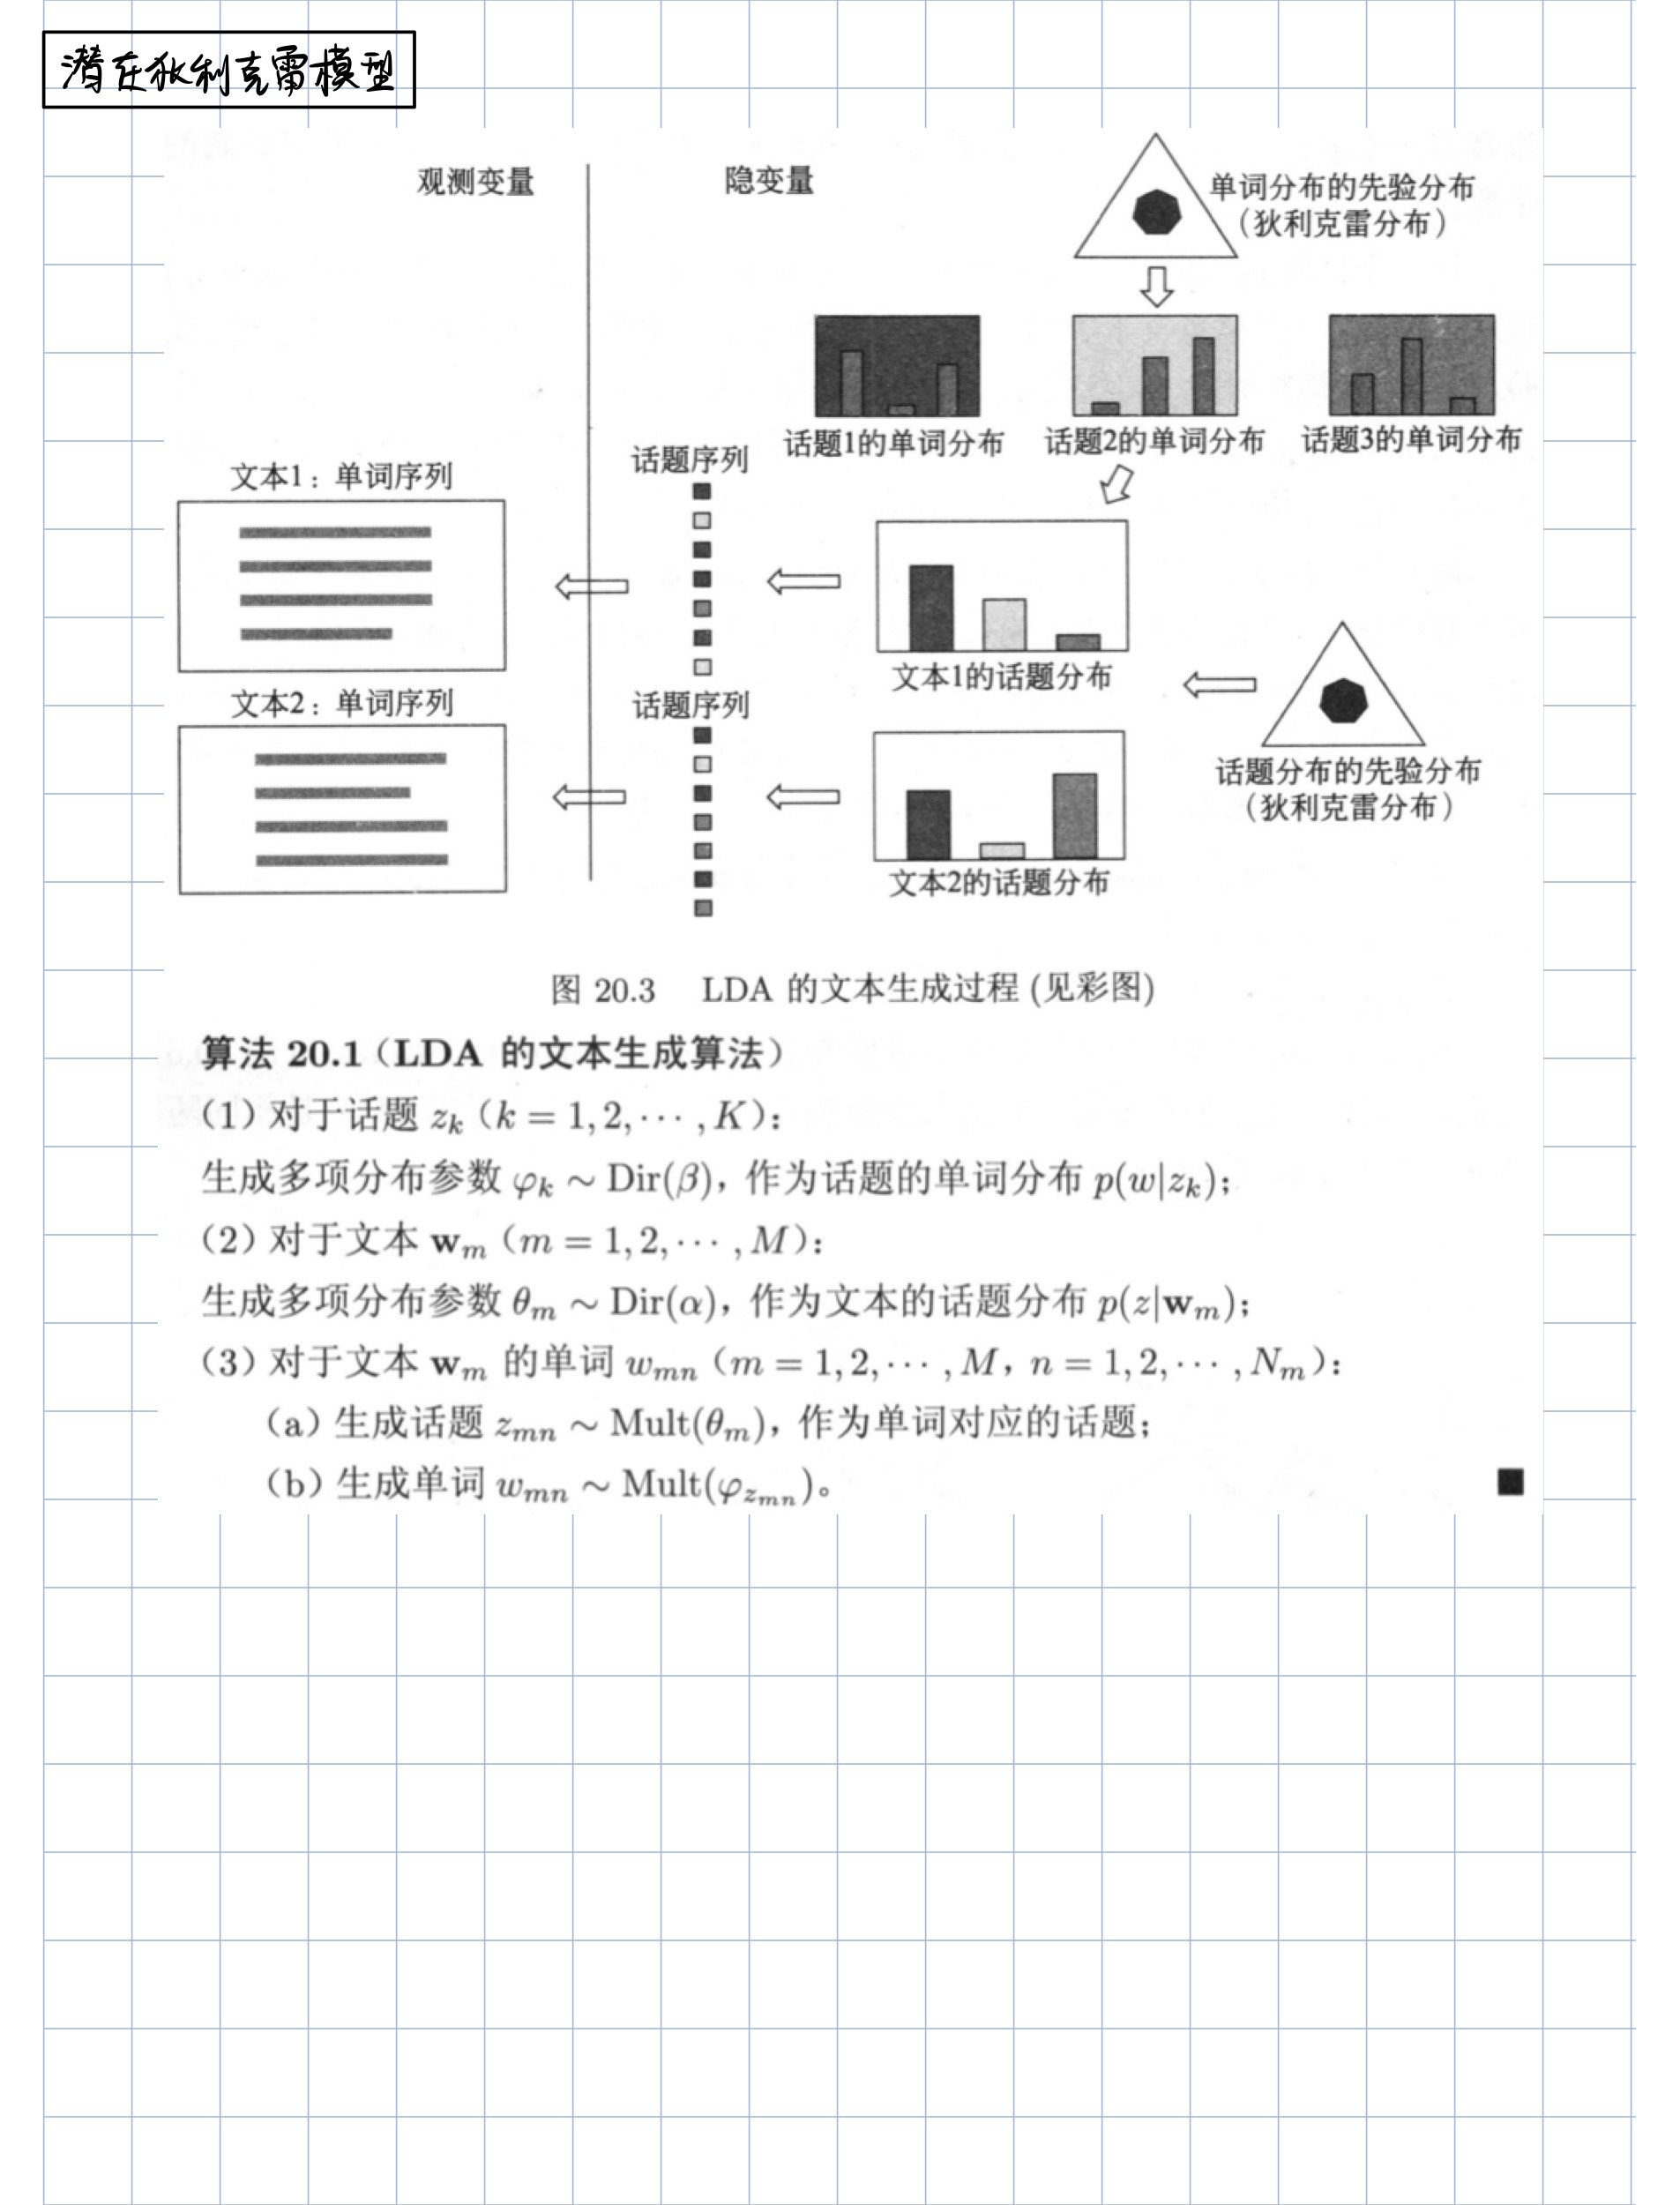 潜在狄利克雷模型
观测变量
隐变量
单词分布的先验分布
（狄利克雷分布）
话题1的单词分布
话题2的单词分布
话题3的单词分布
话题序列
文本1：单词序列
文本1的话题分布
文本2：单词序列
话题序列
话题分布的先验分布
（狄利克雷分布）
文本2的话题分布
图 20.3 LDA 的文本生成过程 (见彩图)
算法 20.1（LDA 的文本生成算法）
（1）对于话题 z_k（k = 1, 2, ⋯ , K）：
生成多项分布参数 φ_k ∼ Dir(β)，作为话题的单词分布 p(w|z_k)；
（2）对于文本 w_m（m = 1, 2, ⋯ , M）：
生成多项分布参数 θ_m ∼ Dir(α)，作为文本的话题分布 p(z|w_m)；
（3）对于文本 w_m 的单词 w_{mn}（m = 1, 2, ⋯ , M，n = 1, 2, ⋯ , N_m）：
（a）生成话题 z_{mn} ∼ Mult(θ_m)，作为单词对应的话题；
（b）生成单词 w_{mn} ∼ Mult(φ_{z_{mn}})。